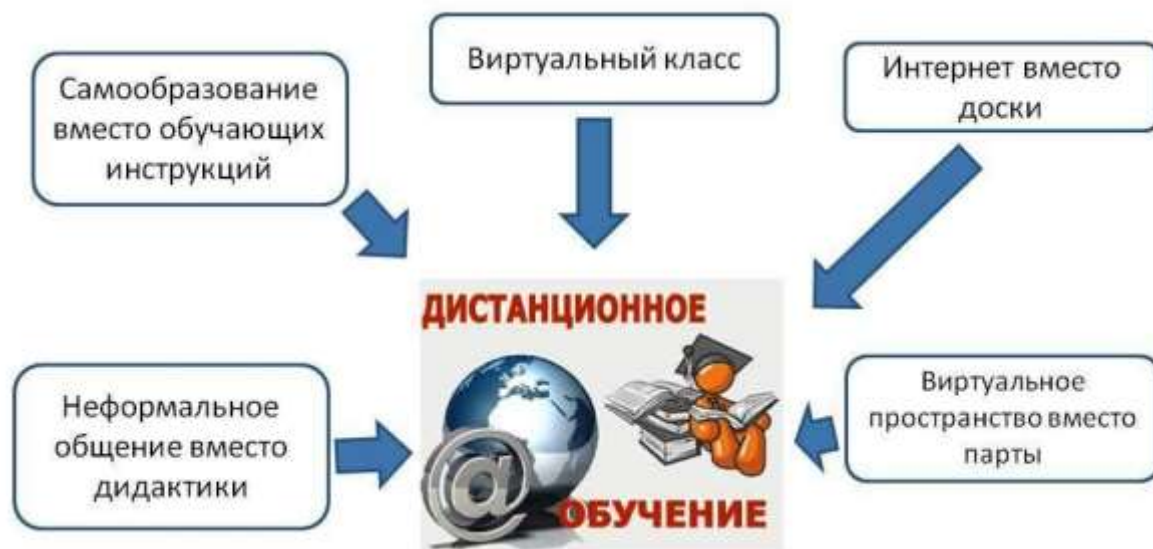 Самообразование
вместо обучающих
инструкций
Виртуальный класс
Интернет вместо
доски
ДИСТАНЦИОННОЕ
@
ОБУЧЕНИЕ
Неформальное
общение вместо
дидактики
Виртуальное
пространство вместо
парты